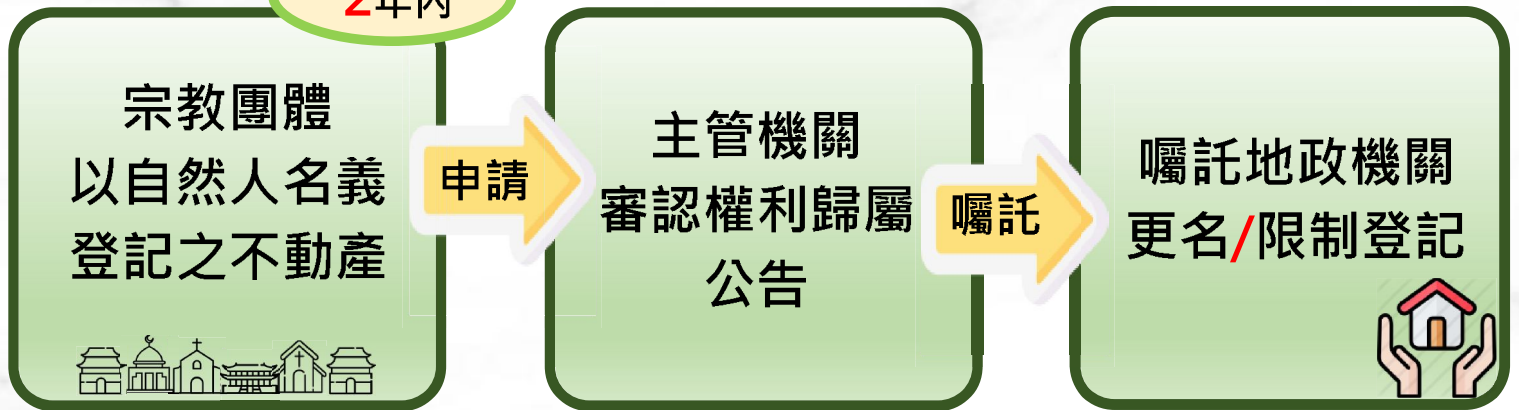 2年內
宗教團體
以自然人名義
登記之不動產
申請
主管機關
審認權利歸屬
公告
囑託
囑託地政機關
更名/限制登記